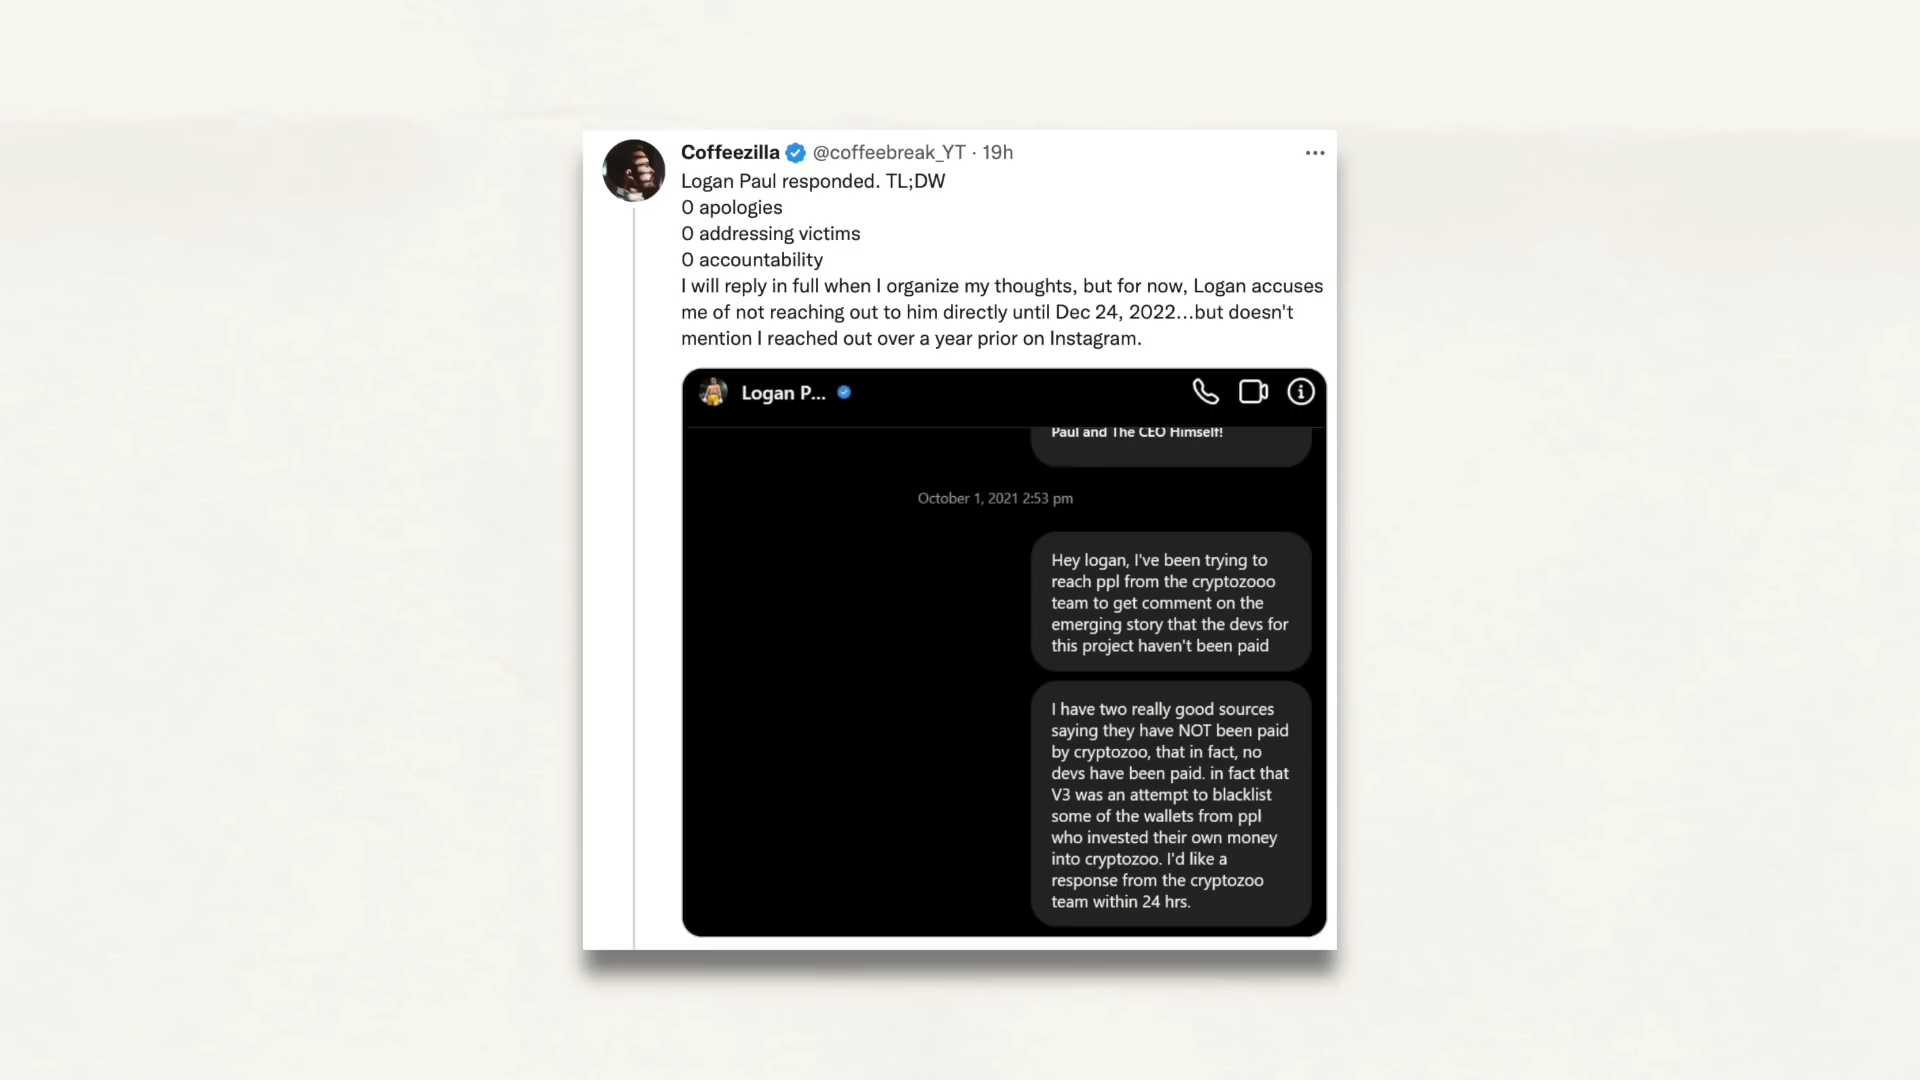 Coffeezilla @coffeebreak_YT · 19h
Logan Paul responded. TL;DW
0 apologies
0 addressing victims
0 accountability
I will reply in full when I organize my thoughts, but for now, Logan accuses
me of not reaching out to him directly until Dec 24, 2022...but doesn't
mention I reached out over a year prior on Instagram.
Logan P...
Paul and The CEO Himself!
October 1, 2021 2:53 pm
Hey logan, I've been trying to
reach ppl from the cryptozooo
team to get comment on the
emerging story that the devs for
this project haven't been paid
I have two really good sources
saying they have NOT been paid
by cryptozoo, that in fact, no
devs have been paid. in fact that
V3 was an attempt to blacklist
some of the wallets from ppl
who invested their own money
into cryptozoo. I'd like a
response from the cryptozoo
team within 24 hrs.